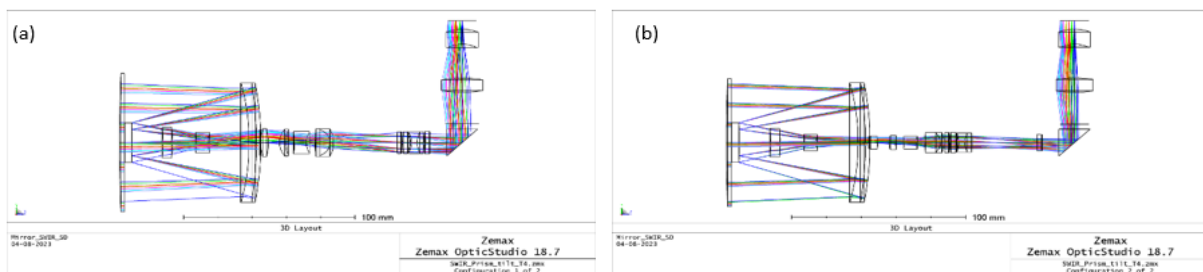 (a)
100 mm
3D Layout
Mirror_SWIR_SD
04-08-2023
Zemax
Zemax OpticStudio 18.7
SWIR_Prism_tilt_T4.zmx
Configuration 1 of 2
(b)
100 mm
3D Layout
Mirror_SWIR_SD
04-08-2023
Zemax
Zemax OpticStudio 18.7
SWIR_Prism_tilt_T4.zmx
Configuration 2 of 2